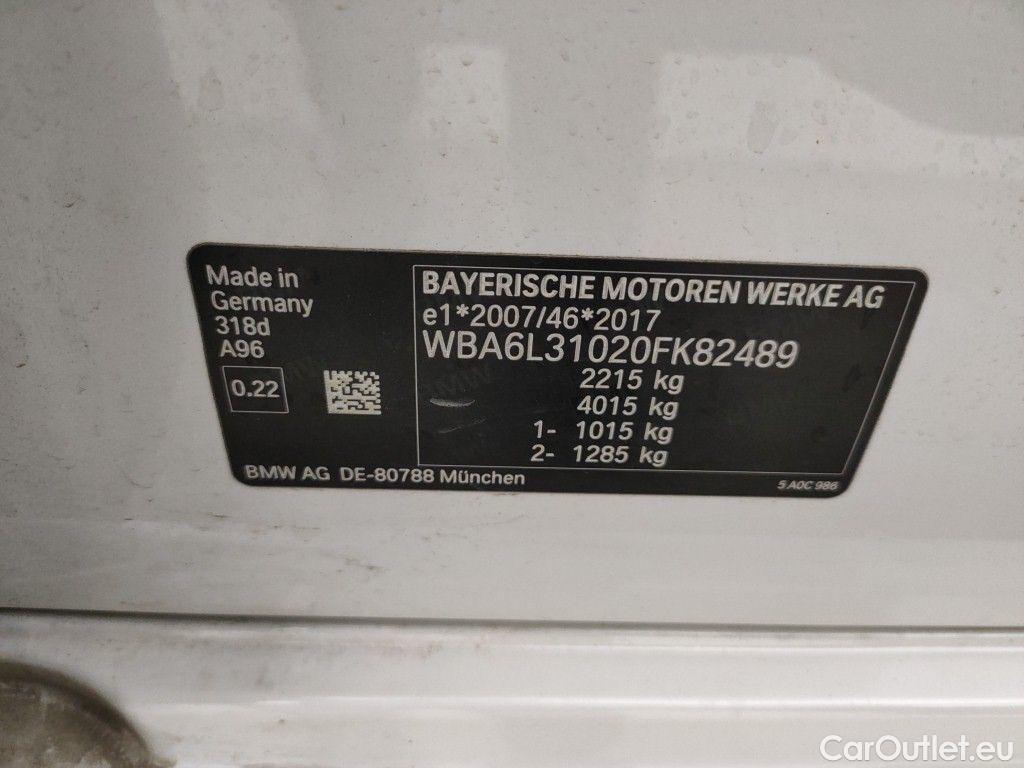 Made in
Germany
318d
A96
0.22
BAYERISCHE MOTOREN WERKE AG
e1*2007/46*2017
WBA6L31020FK82489
2215 kg
4015 kg
1- 1015 kg
2- 1285 kg
BMW AG DE-80788 München
5 A0C 986
CarOutlet.eu